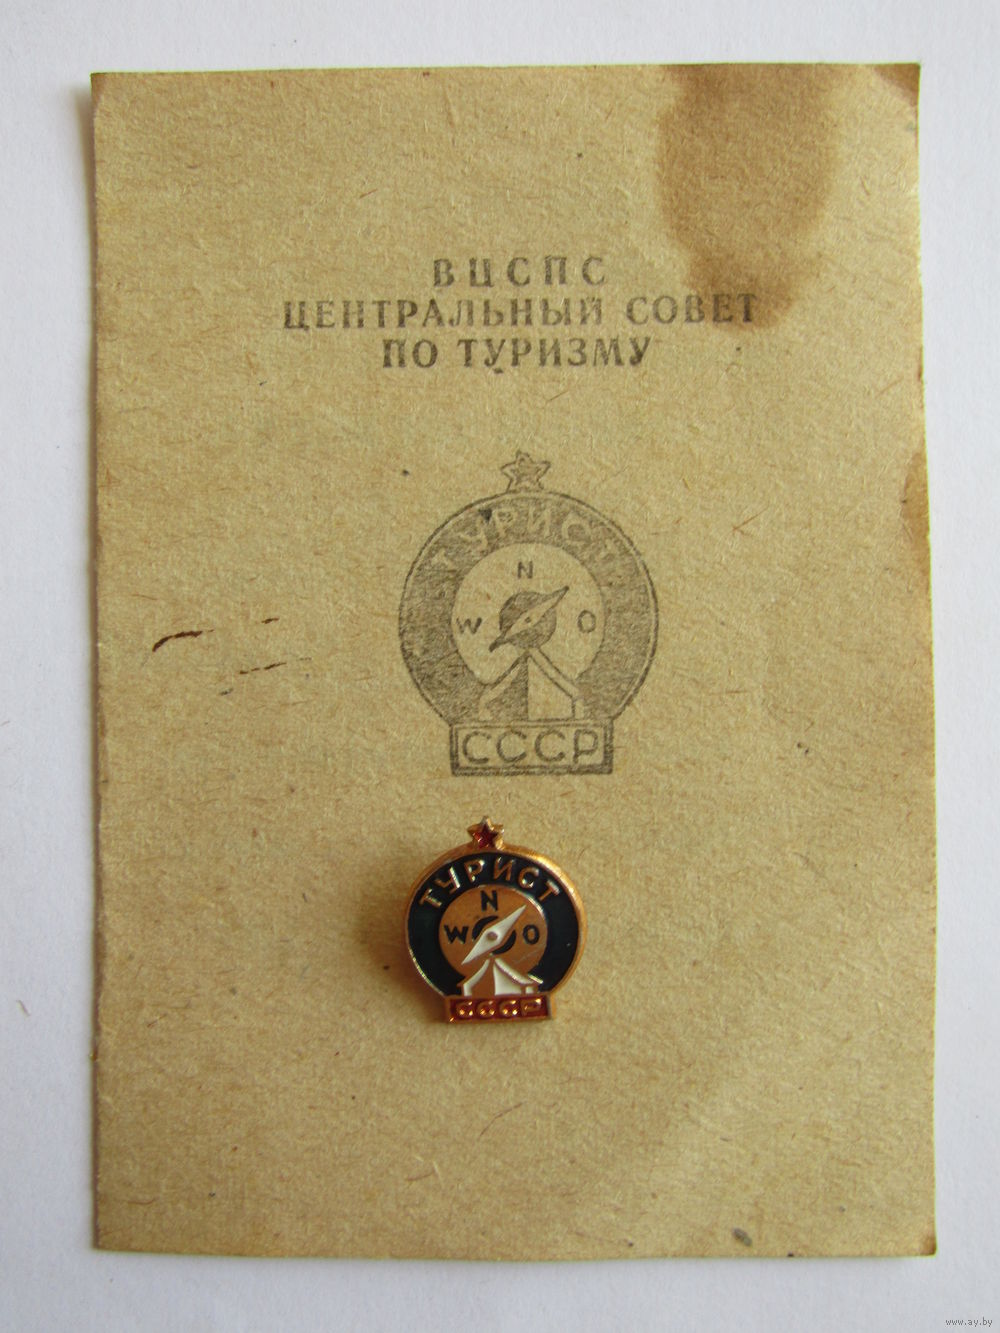 ВЦСПС
ЦЕНТРАЛЬНЫЙ СОВЕТ
ПО ТУРИЗМУ
ТУРИСТ
N
W O
СССР
ТУРИСТ
N
W O
СССР
www.ay.by